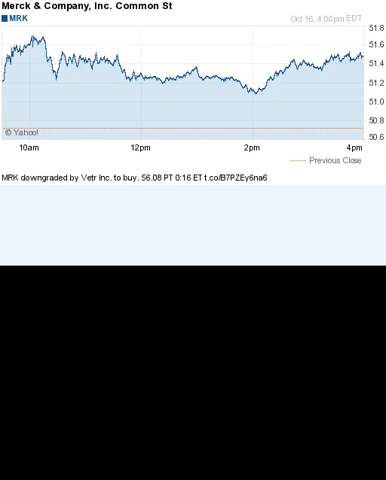 Merck & Company, Inc. Common St
MRK
Oct 16, 4:00pm EDT
51.8
51.6
51.4
51.2
51.0
50.8
50.6
© Yahoo!
10am 12pm 2pm 4pm
Previous Close
MRK downgraded by Vetr Inc. to buy. 56.08 PT 0:16 ET t.co/B7PZEy6na6